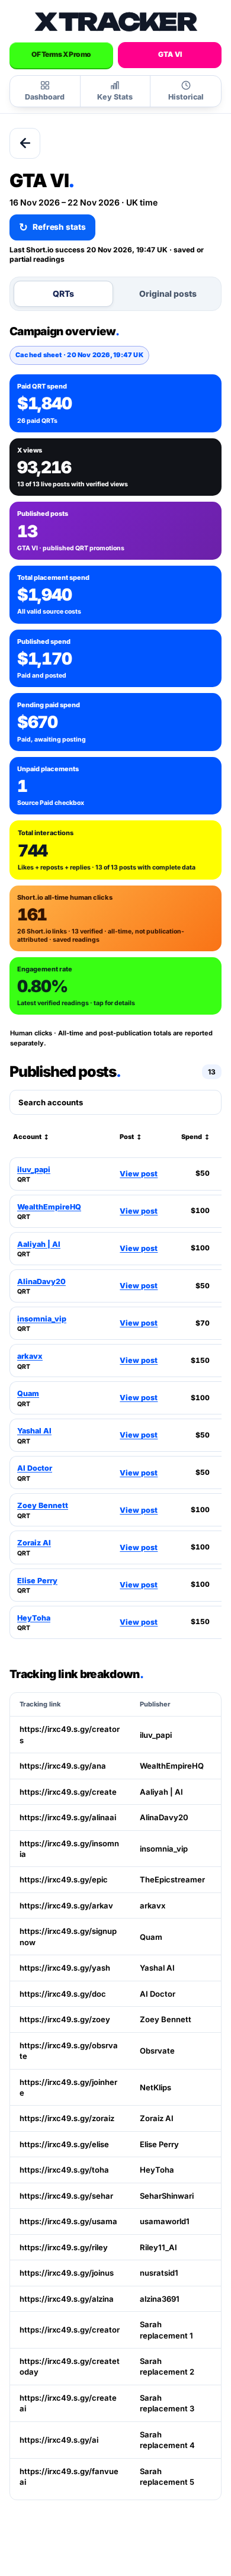 XTRACKER
OFTerms X Promo
GTA VI
Dashboard
Key Stats
Historical
GTA VI.
16 Nov 2026 – 22 Nov 2026 · UK time
↻ Refresh stats
Last Short.io success 20 Nov 2026, 19:47 UK · saved or
partial readings
QRTs
Original posts
Campaign overview.
Cached sheet · 20 Nov 2026, 19:47 UK
Paid QRT spend
$1,840
26 paid QRTs
X views
93,216
13 of 13 live posts with verified views
Published posts
13
GTA VI · published QRT promotions
Total placement spend
$1,940
All valid source costs
Published spend
$1,170
Paid and posted
Pending paid spend
$670
Paid, awaiting posting
Unpaid placements
1
Source Paid checkbox
Total interactions
744
Likes + reposts + replies · 13 of 13 posts with complete data
Short.io all-time human clicks
161
26 Short.io links · 13 verified · all-time, not publication-
attributed · saved readings
Engagement rate
0.80%
Latest verified readings · tap for details
Human clicks · All-time and post-publication totals are reported
separately.
Published posts.
13
Search accounts
Account ↕ Post ↕ Spend ↕
iluv_papi
QRT
View post
$50
WealthEmpireHQ
QRT
View post
$100
Aaliyah | AI
QRT
View post
$100
AlinaDavy20
QRT
View post
$50
insomnia_vip
QRT
View post
$70
arkavx
QRT
View post
$150
Quam
QRT
View post
$100
Yashal AI
QRT
View post
$50
AI Doctor
QRT
View post
$50
Zoey Bennett
QRT
View post
$100
Zoraiz AI
QRT
View post
$100
Elise Perry
QRT
View post
$100
HeyToha
QRT
View post
$150
Tracking link breakdown.
Tracking link Publisher
https://irxc49.s.gy/creator
s
iluv_papi
https://irxc49.s.gy/ana WealthEmpireHQ
https://irxc49.s.gy/create Aaliyah | AI
https://irxc49.s.gy/alinaai AlinaDavy20
https://irxc49.s.gy/insomn
ia
insomnia_vip
https://irxc49.s.gy/epic TheEpicstreamer
https://irxc49.s.gy/arkav arkavx
https://irxc49.s.gy/signup
now
Quam
https://irxc49.s.gy/yash Yashal AI
https://irxc49.s.gy/doc AI Doctor
https://irxc49.s.gy/zoey Zoey Bennett
https://irxc49.s.gy/obsrva
te
Obsrvate
https://irxc49.s.gy/joinher
e
NetKlips
https://irxc49.s.gy/zoraiz Zoraiz AI
https://irxc49.s.gy/elise Elise Perry
https://irxc49.s.gy/toha HeyToha
https://irxc49.s.gy/sehar SeharShinwari
https://irxc49.s.gy/usama usamaworld1
https://irxc49.s.gy/riley Riley11_AI
https://irxc49.s.gy/joinus nusratsid1
https://irxc49.s.gy/alzina alzina3691
https://irxc49.s.gy/creator
Sarah
replacement 1
https://irxc49.s.gy/createt
oday
Sarah
replacement 2
https://irxc49.s.gy/create
ai
Sarah
replacement 3
https://irxc49.s.gy/ai
Sarah
replacement 4
https://irxc49.s.gy/fanvue
ai
Sarah
replacement 5